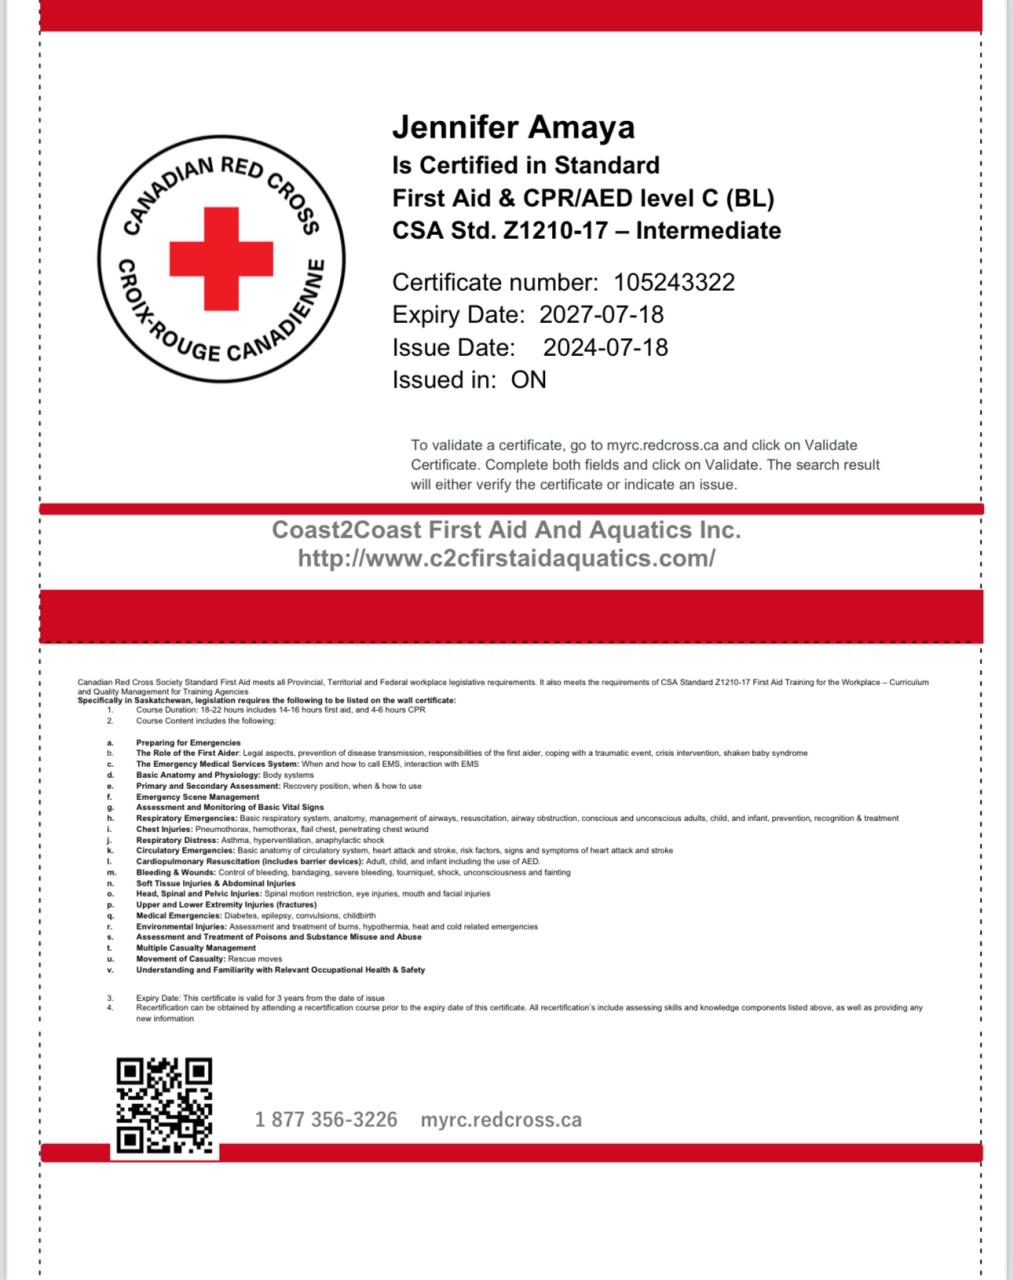 CANADIAN RED CROSS
CROIX-ROUGE CANADIENNE
Jennifer Amaya
Is Certified in Standard
First Aid & CPR/AED level C (BL)
CSA Std. Z1210-17 – Intermediate
Certificate number: 105243322
Expiry Date: 2027-07-18
Issue Date: 2024-07-18
Issued in: ON
To validate a certificate, go to myrc.redcross.ca and click on Validate
Certificate. Complete both fields and click on Validate. The search result
will either verify the certificate or indicate an issue.
Coast2Coast First Aid And Aquatics Inc.
http://www.c2cfirstaidaquatics.com/
Canadian Red Cross Society Standard First Aid meets all Provincial, Territorial and Federal workplace legislative requirements. It also meets the requirements of CSA Standard Z1210-17 First Aid Training for the Workplace – Curriculum
and Quality Management for Training Agencies
Specifically in Saskatchewan, legislation requires the following to be listed on the wall certificate:
1. Course Duration: 18-22 hours includes 14-16 hours first aid, and 4-6 hours CPR
2. Course Content includes the following:
a. Preparing for Emergencies
b. The Role of the First Aider: Legal aspects, prevention of disease transmission, responsibilities of the first aider, coping with a traumatic event, crisis intervention, shaken baby syndrome
c. The Emergency Medical Services System: When and how to call EMS, interaction with EMS
d. Basic Anatomy and Physiology: Body systems
e. Primary and Secondary Assessment: Recovery position, when & how to use
f. Emergency Scene Management
g. Assessment and Monitoring of Basic Vital Signs
h. Respiratory Emergencies: Basic respiratory system, anatomy, management of airways, resuscitation, airway obstruction, conscious and unconscious adults, child, and infant, prevention, recognition & treatment
i. Chest Injuries: Pneumothorax, hemothorax, flail chest, penetrating chest wound
j. Respiratory Distress: Asthma, hyperventilation, anaphylactic shock
k. Circulatory Emergencies: Basic anatomy of circulatory system, heart attack and stroke, risk factors, signs and symptoms of heart attack and stroke
l. Cardiopulmonary Resuscitation (includes barrier devices): Adult, child, and infant including the use of AED.
m. Bleeding & Wounds: Control of bleeding, bandaging, severe bleeding, tourniquet, shock, unconsciousness and fainting
n. Soft Tissue Injuries & Abdominal Injuries
o. Head, Spinal and Pelvic Injuries: Spinal motion restriction, eye injuries, mouth and facial injuries
p. Upper and Lower Extremity Injuries (fractures)
q. Medical Emergencies: Diabetes, epilepsy, convulsions, childbirth
r. Environmental Injuries: Assessment and treatment of burns, hypothermia, heat and cold related emergencies
s. Assessment and Treatment of Poisons and Substance Misuse and Abuse
t. Multiple Casualty Management
u. Movement of Casualty: Rescue moves
v. Understanding and Familiarity with Relevant Occupational Health & Safety
3. Expiry Date: This certificate is valid for 3 years from the date of issue
4. Recertification can be obtained by attending a recertification course prior to the expiry date of this certificate. All recertification's include assessing skills and knowledge components listed above, as well as providing any
new information
1 877 356-3226 myrc.redcross.ca